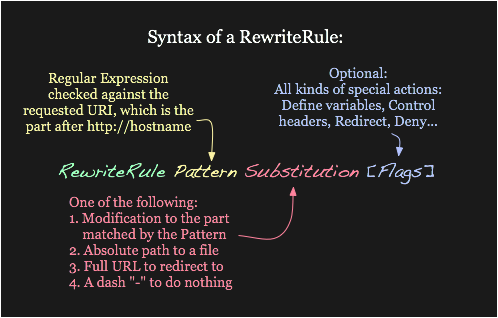 Syntax of a RewriteRule:
Regular Expression
checked against the
requested URI, which is the
part after http://hostname
Optional:
All kinds of special actions:
Define variables, Control
headers, Redirect, Deny...
RewriteRule Pattern Substitution [Flags]
One of the following:
1. Modification to the part
matched by the Pattern
2. Absolute path to a file
3. Full URL to redirect to
4. A dash "-" to do nothing